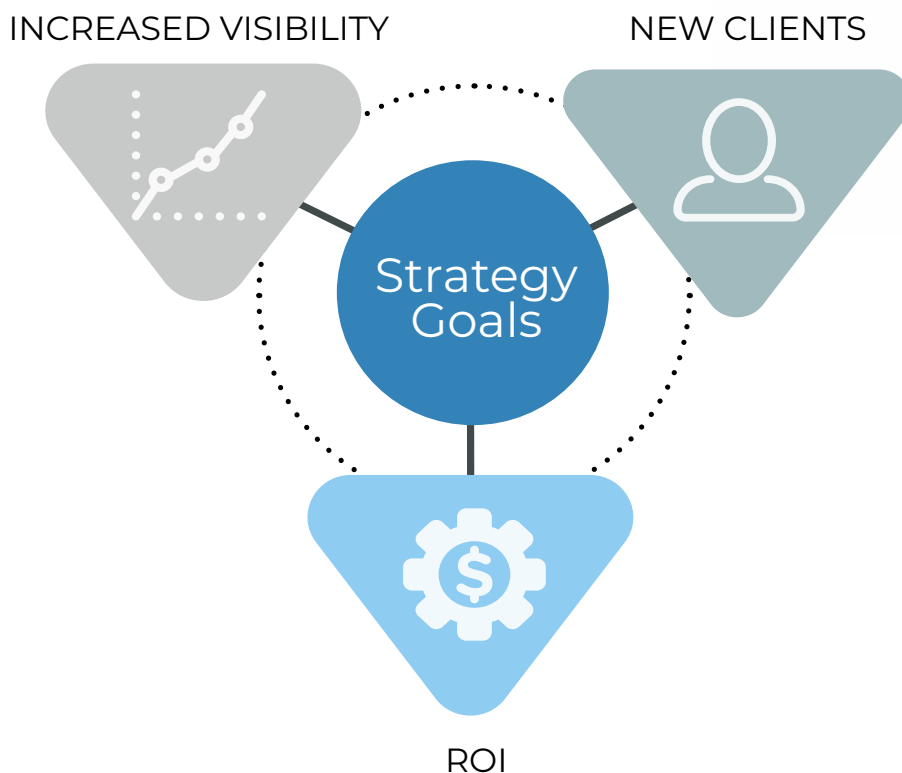 INCREASED VISIBILITY
NEW CLIENTS
Strategy
Goals
$
ROI